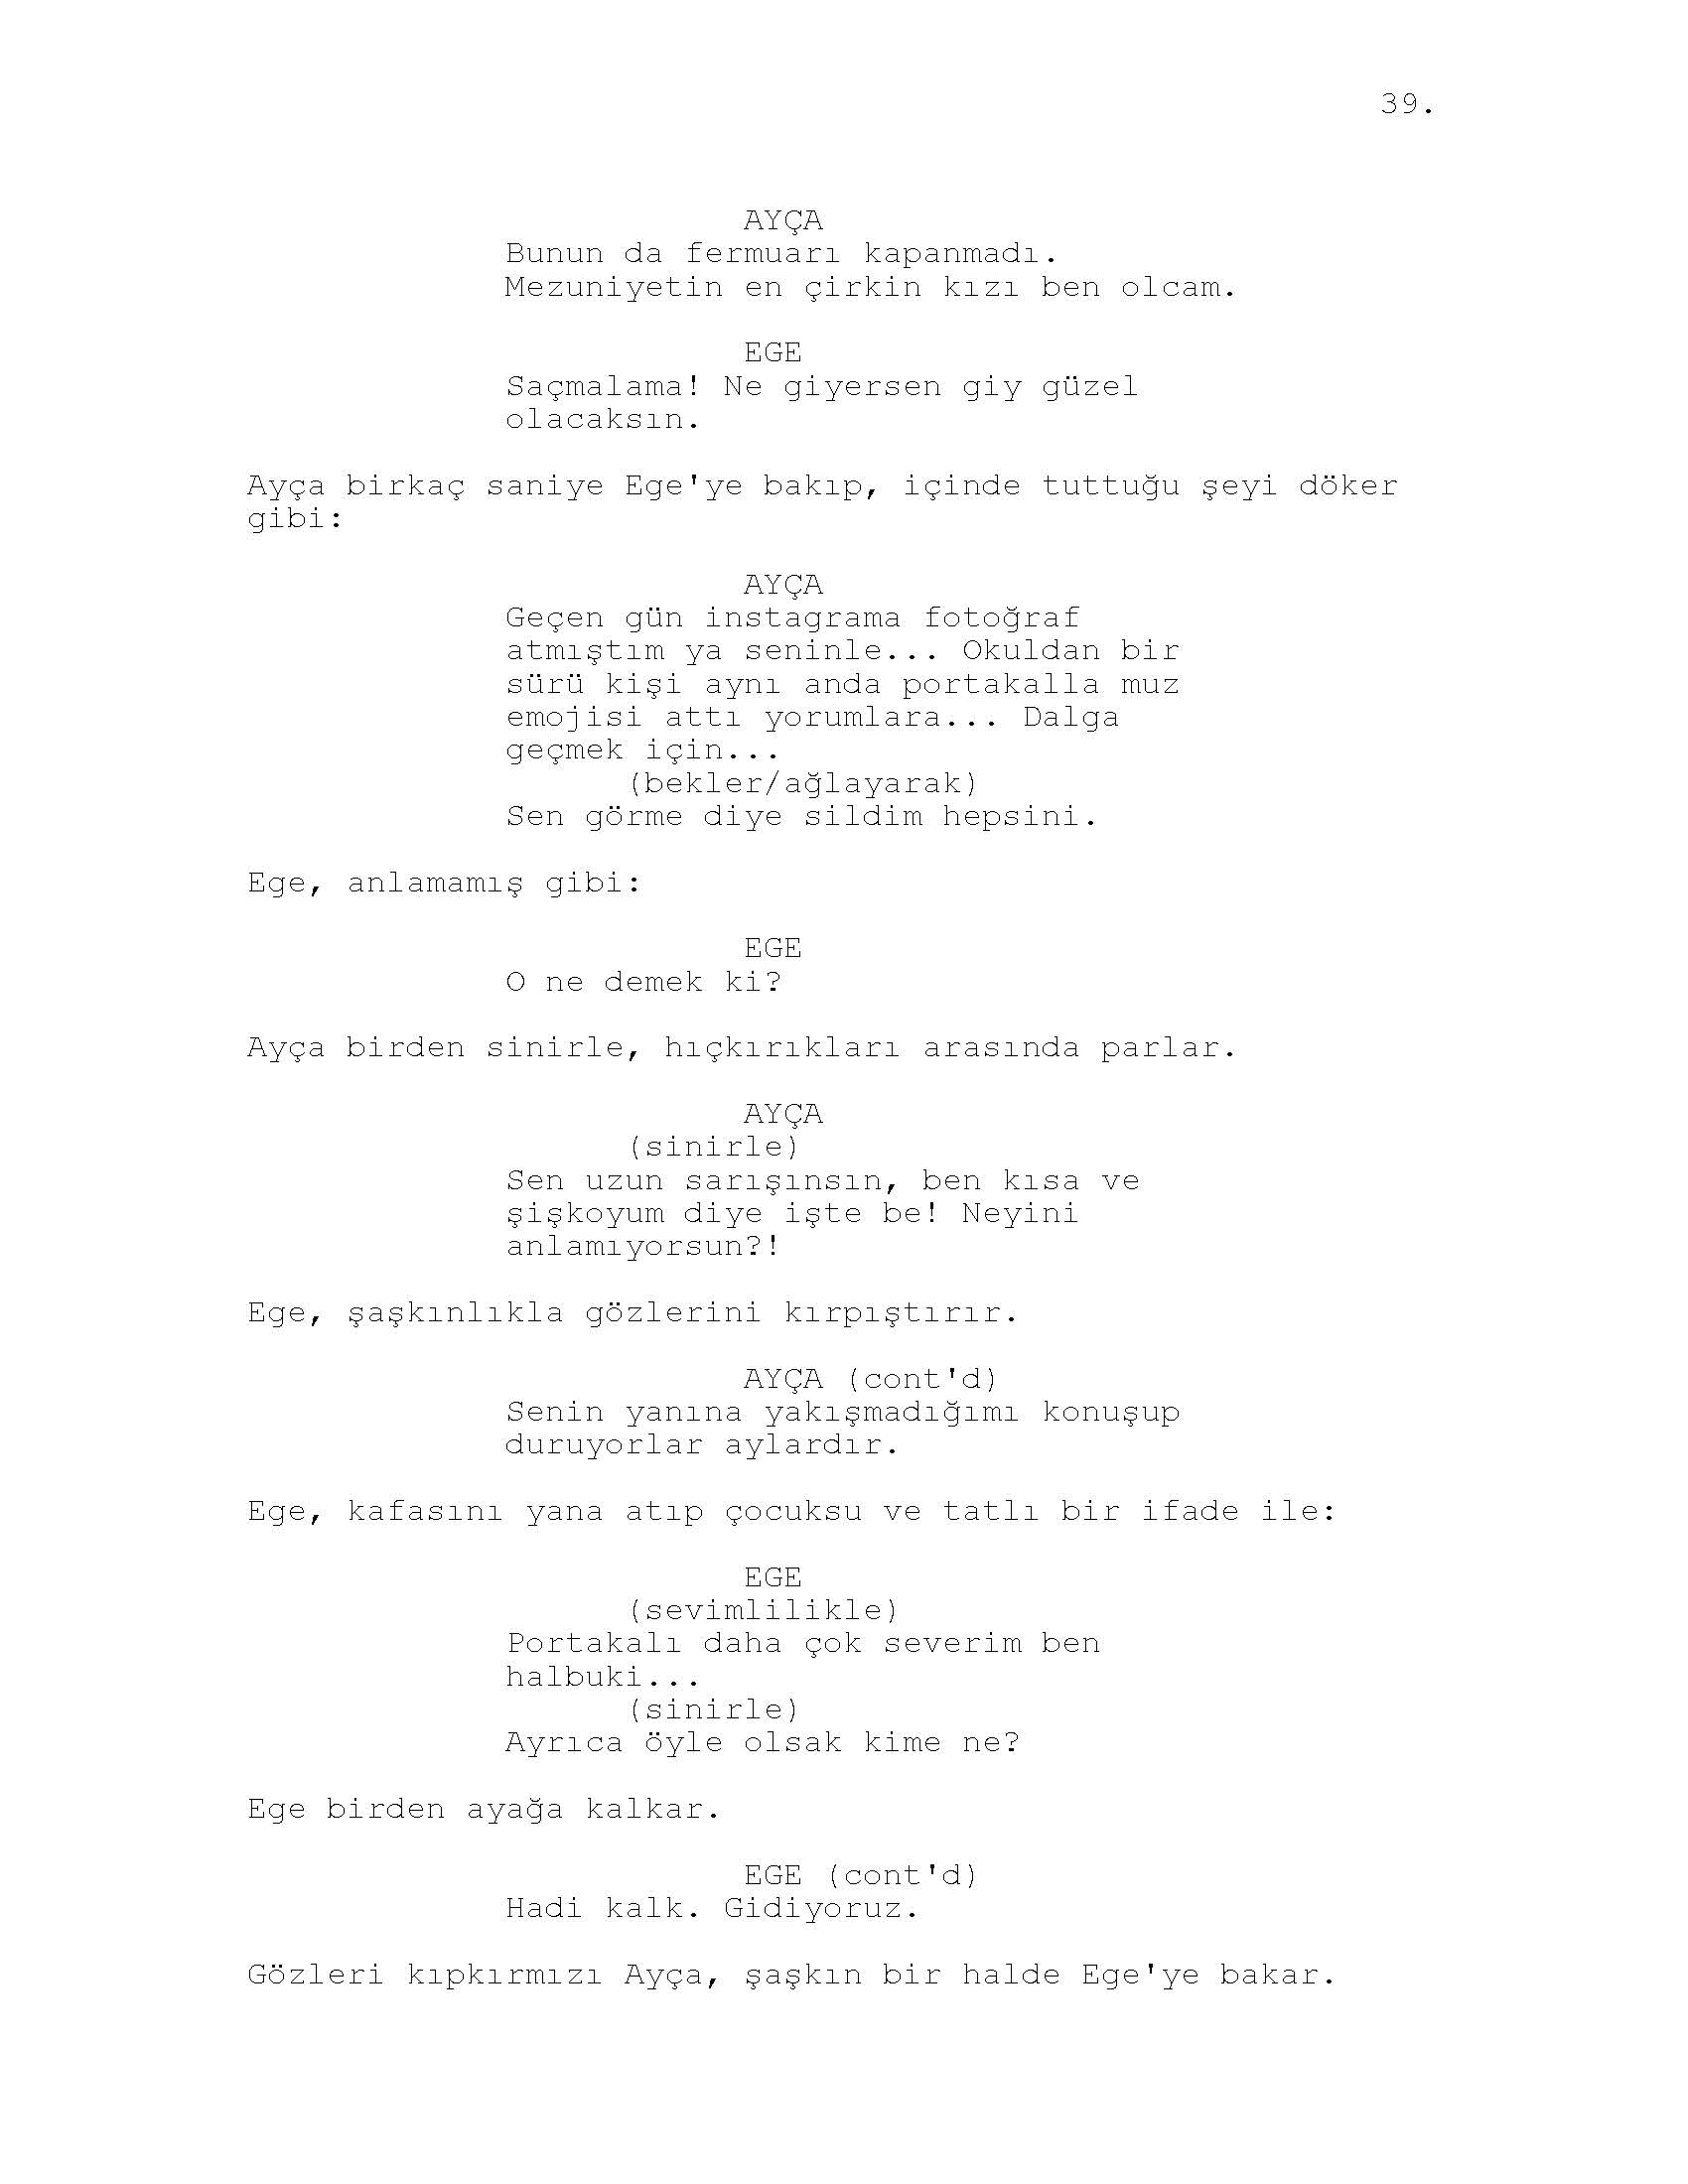 39.
AYÇA
Bunun da fermuarı kapanmadı.
Mezuniyetin en çirkin kızı ben olcam.
EGE
Saçmalama! Ne giyersen giy güzel
olacaksın.
Ayça birkaç saniye Ege'ye bakıp, içinde tuttuğu şeyi döker
gibi:
AYÇA
Geçen gün instagrama fotoğraf
atmıştım ya seninle... Okuldan bir
sürü kişi aynı anda portakalla muz
emojisi attı yorumlara... Dalga
geçmek için...
(bekler/ağlayarak)
Sen görme diye sildim hepsini.
Ege, anlamamış gibi:
EGE
O ne demek ki?
Ayça birden sinirle, hıçkırıkları arasında parlar.
AYÇA
(sinirle)
Sen uzun sarışınsın, ben kısa ve
şişkoyum diye işte be! Neyini
anlamıyorsun?!
Ege, şaşkınlıkla gözlerini kırpıştırır.
AYÇA (cont'd)
Senin yanına yakışmadığımı konuşup
duruyorlar aylardır.
Ege, kafasını yana atıp çocuksu ve tatlı bir ifade ile:
EGE
(sevimlilikle)
Portakalı daha çok severim ben
halbuki...
(sinirle)
Ayrıca öyle olsak kime ne?
Ege birden ayağa kalkar.
EGE (cont'd)
Hadi kalk. Gidiyoruz.
Gözleri kıpkırmızı Ayça, şaşkın bir halde Ege'ye bakar.